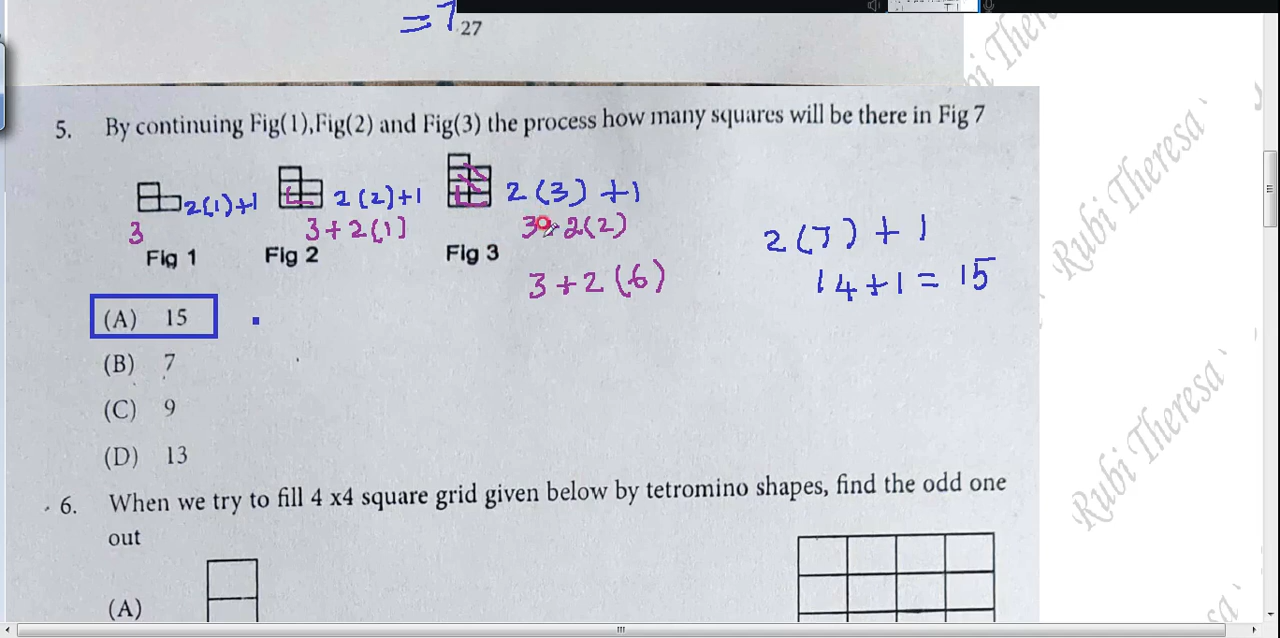 = 7 27
5. By continuing Fig(1),Fig(2) and Fig(3) the process how many squares will be there in Fig 7
2(1)+1 2(2)+1 2(3)+1
3 3+2(1) 3+2(2) 2(7)+1
Fig 1 Fig 2 Fig 3
3+2(6) 14+1=15
(A) 15
(B) 7
(C) 9
(D) 13
6. When we try to fill 4 x4 square grid given below by tetromino shapes, find the odd one
out
(A)
Rubi Theresa
Rubi Theresa